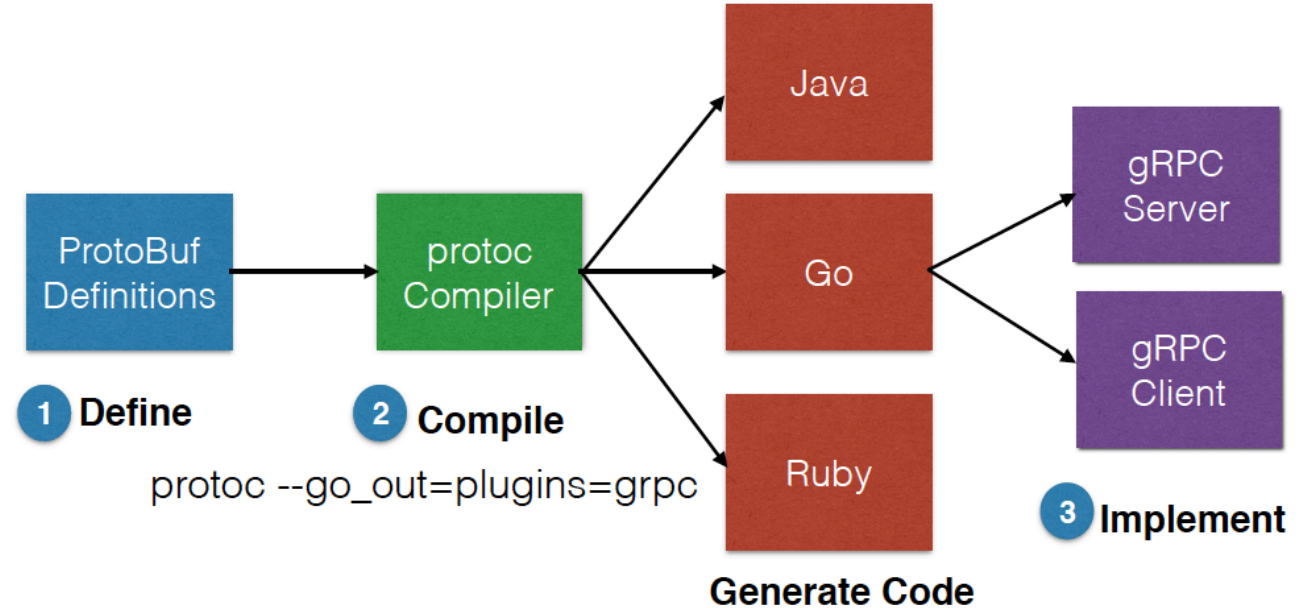 ProtoBuf
Definitions
1 Define
protoc
Compiler
2 Compile
protoc --go_out=plugins=grpc
Java
Go
Ruby
Generate Code
gRPC
Server
gRPC
Client
3 Implement